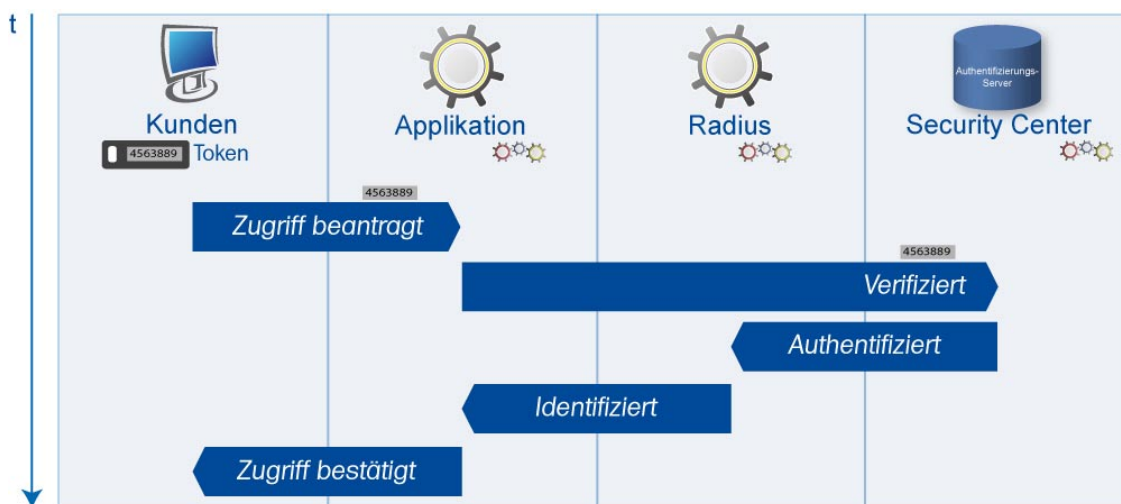 t
Authentifizierungs-
Server
Kunden
Applikation
Radius
Security Center
4563889 Token
4563889
Zugriff beantragt
4563889
Verifiziert
Authentifiziert
Identifiziert
Zugriff bestätigt